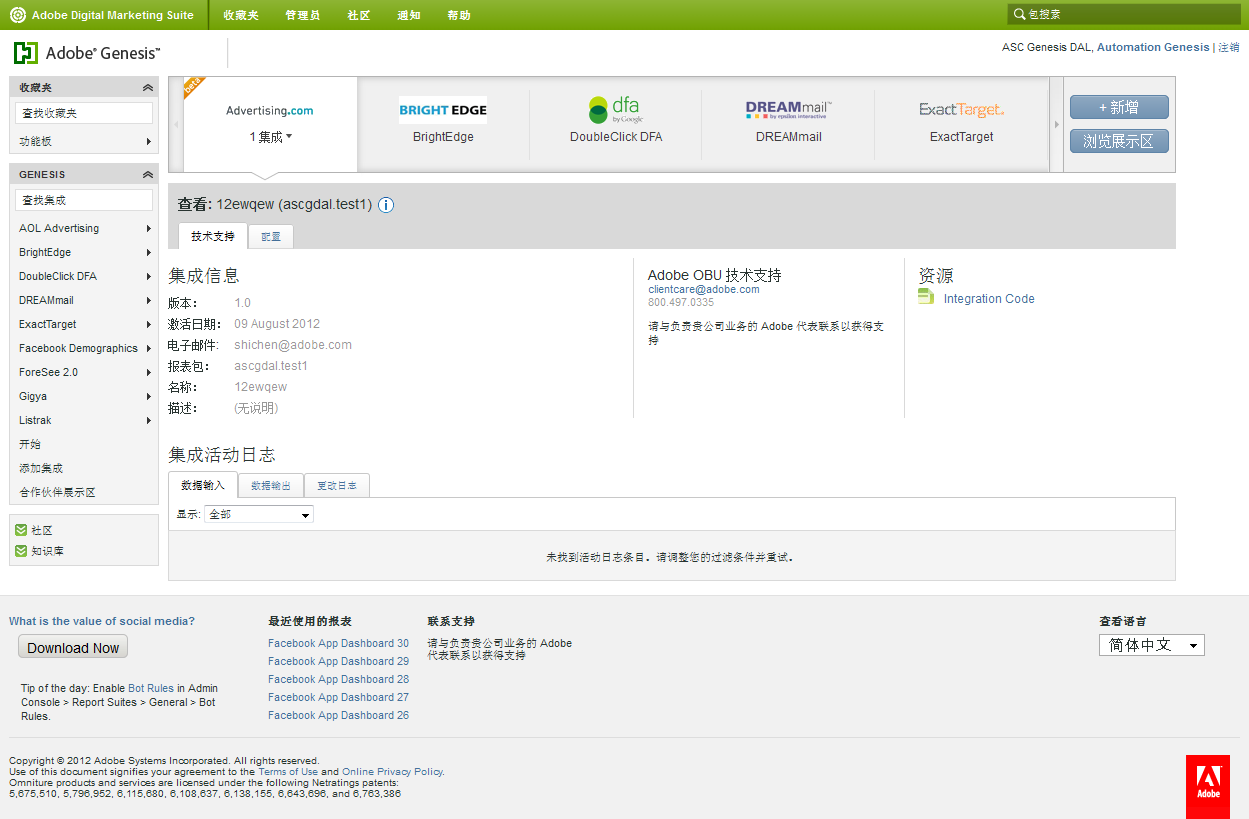 Adobe Digital Marketing Suite 收藏夹 管理员 社区 通知 帮助 包搜索
Adobe® Genesis™
ASC Genesis DAL, Automation Genesis | 注销
收藏夹
查找收藏夹
功能板
GENESIS
查找集成
AOL Advertising
BrightEdge
DoubleClick DFA
DREAMmail
ExactTarget
Facebook Demographics
ForeSee 2.0
Gigya
Listrak
开始
添加集成
合作伙伴展示区
社区
知识库
beta
Advertising.com
1 集成
BRIGHT EDGE
BrightEdge
dfa
by Google
DoubleClick DFA
DREAMmail™
by epsilon interactive
DREAMmail
ExactTarget.
ExactTarget
+ 新增
浏览展示区
查看: 12ewqew (ascgdal.test1)
技术支持 配置
集成信息
版本: 1.0
激活日期: 09 August 2012
电子邮件: shichen@adobe.com
报表包: ascgdal.test1
名称: 12ewqew
描述: (无说明)
Adobe OBU 技术支持
clientcare@adobe.com
800.497.0335
请与负责贵公司业务的 Adobe 代表联系以获得支
持
资源
Integration Code
集成活动日志
数据输入 数据输出 更改日志
显示: 全部
未找到活动日志条目。请调整您的过滤条件并重试。
What is the value of social media?
Download Now
Tip of the day: Enable Bot Rules in Admin
Console > Report Suites > General > Bot
Rules.
最近使用的报表
Facebook App Dashboard 30
Facebook App Dashboard 29
Facebook App Dashboard 28
Facebook App Dashboard 27
Facebook App Dashboard 26
联系支持
请与负责贵公司业务的 Adobe
代表联系以获得支持
查看语言
简体中文
Copyright © 2012 Adobe Systems Incorporated. All rights reserved.
Use of this document signifies your agreement to the Terms of Use and Online Privacy Policy.
Omniture products and services are licensed under the following Netratings patents:
5,675,510, 5,796,952, 6,115,680, 6,108,637, 6,138,155, 6,643,696, and 6,763,386
Adobe